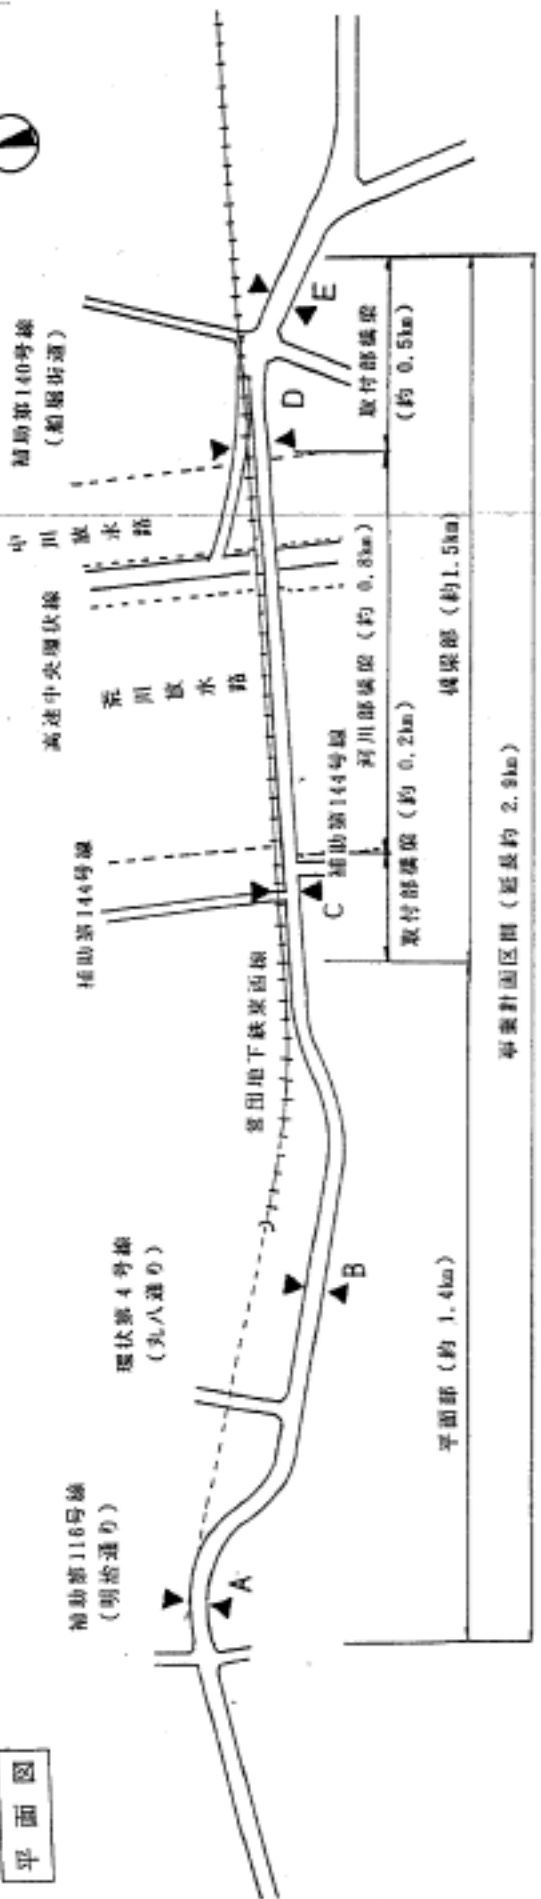 平面図
補助第116号線
(明治通り)
環状第4号線
(丸八通り)
補助第144号線
高速中央環状線
中川放水路
補助第140号線
(船堀街道)
荒川放水路
営団地下鉄東西線
補助第144号線
A
B
C
D
E
取付部橋梁(約 0.2km)
河川部橋梁(約 0.8km)
取付部橋梁
(約 0.5km)
平面部(約 1.4km)
橋梁部(約1.5km)
事業計画区間(延長約 2.9km)